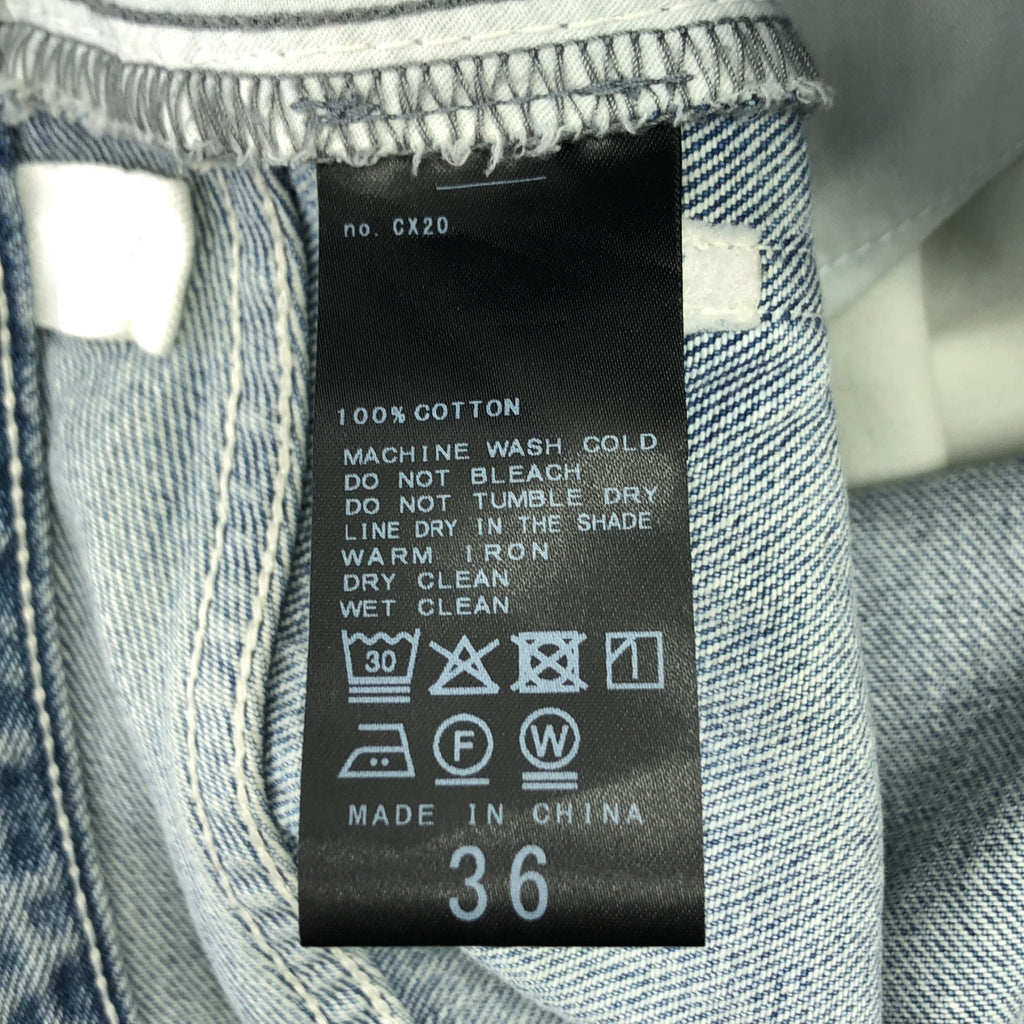 no. CX20
100% COTTON
MACHINE WASH COLD
DO NOT BLEACH
DO NOT TUMBLE DRY
LINE DRY IN THE SHADE
WARM IRON
DRY CLEAN
WET CLEAN
30
F W
MADE IN CHINA
36